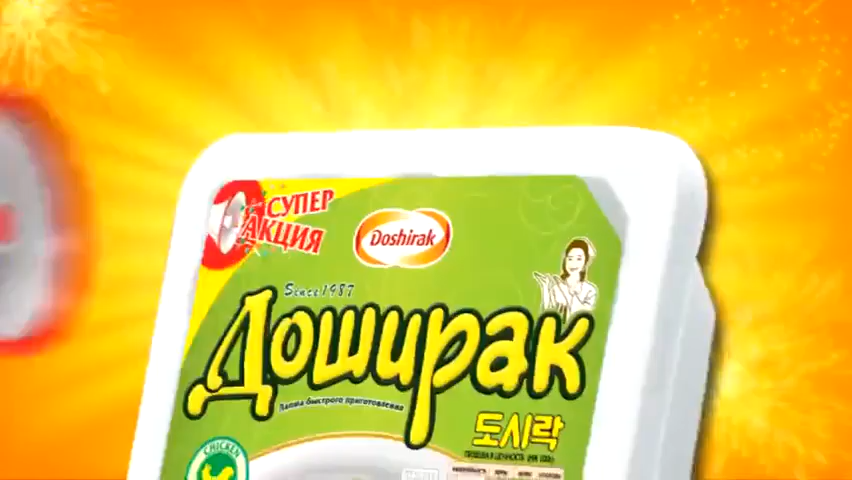 СУПЕР
АКЦИЯ
Doshirak
Since 1987
Доширак
Лапша быстрого приготовления
도시락
CHICKEN